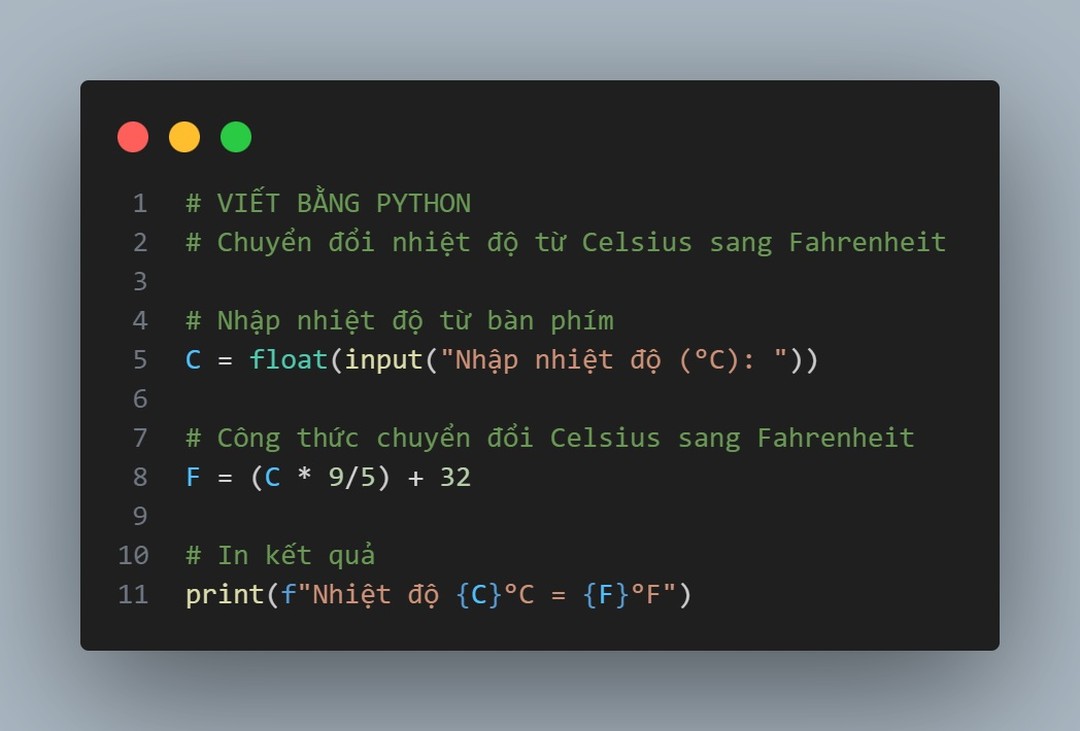 1 # VIẾT BẰNG PYTHON
2 # Chuyển đổi nhiệt độ từ Celsius sang Fahrenheit
3
4 # Nhập nhiệt độ từ bàn phím
5 C = float(input("Nhập nhiệt độ (°C): "))
6
7 # Công thức chuyển đổi Celsius sang Fahrenheit
8 F = (C * 9/5) + 32
9
10 # In kết quả
11 print(f"Nhiệt độ {C}°C = {F}°F")